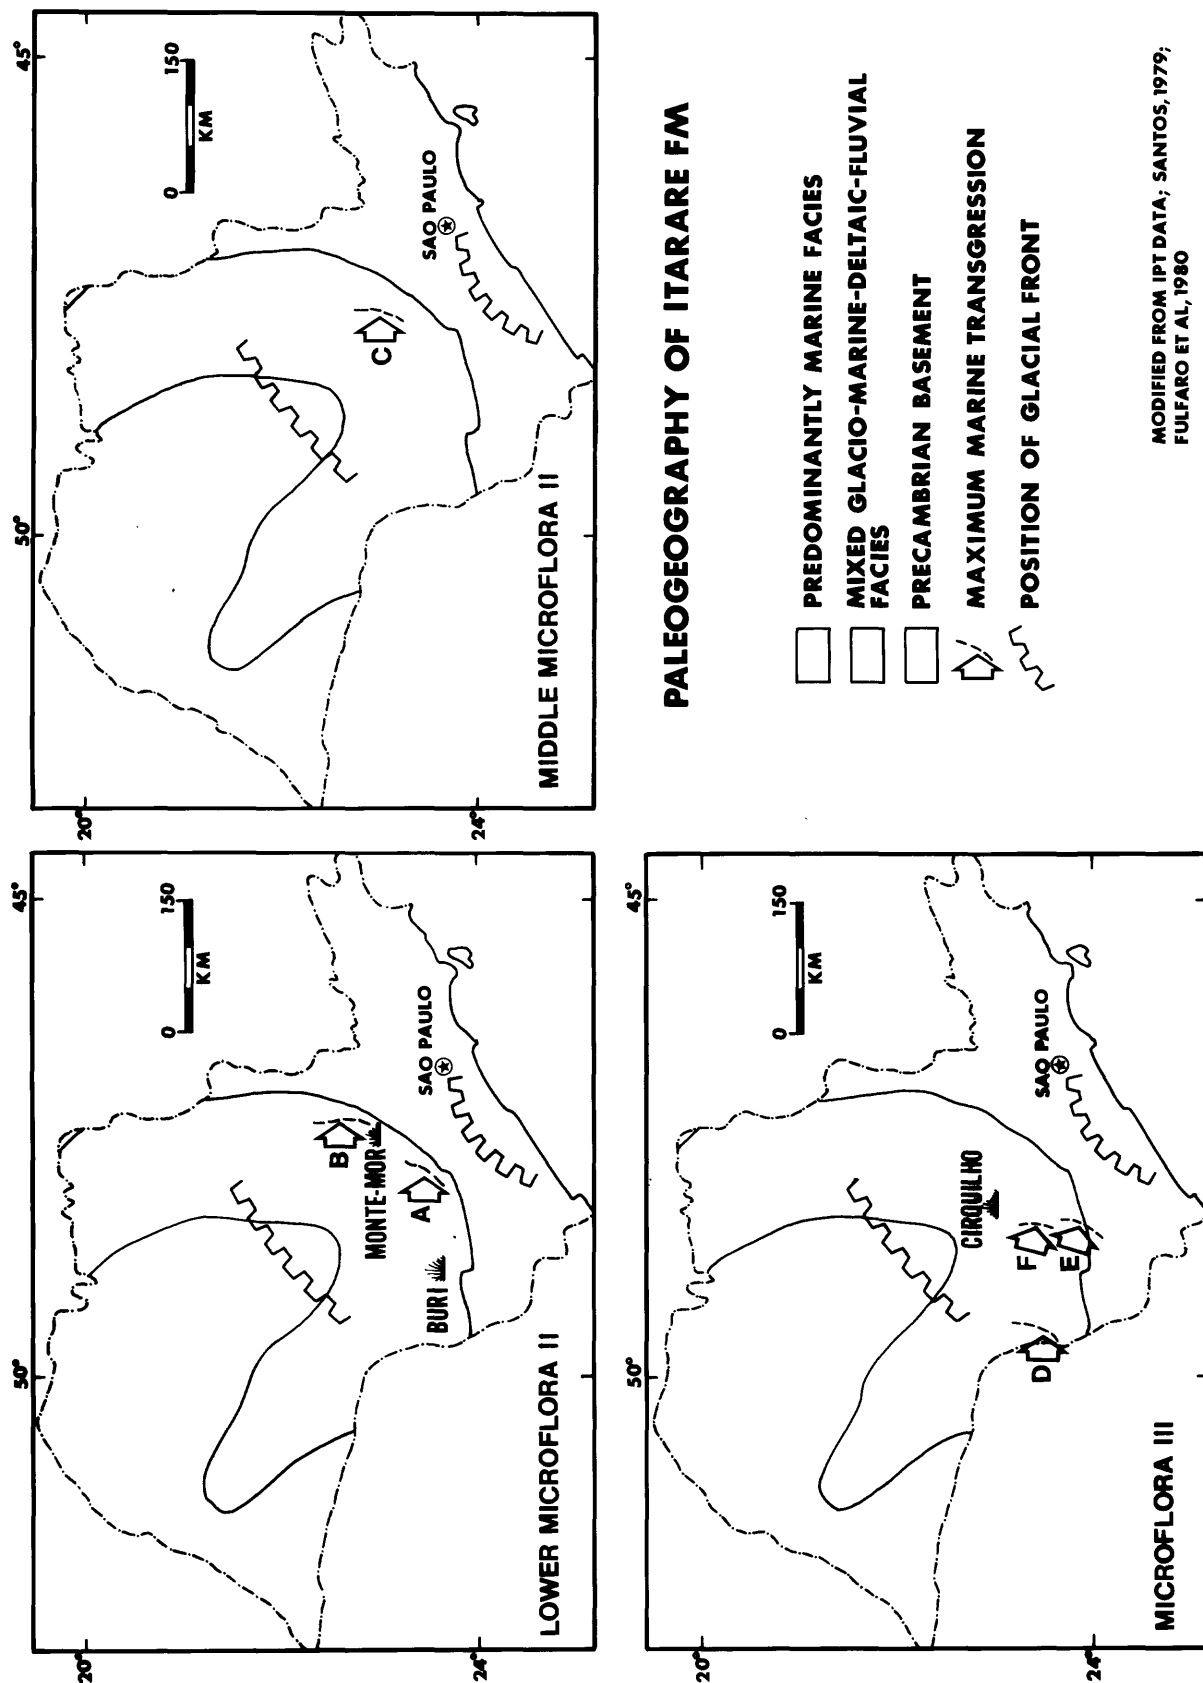 50°
45°
20°
0
150
KM
B
MONTE-MOR
A
SAO PAULO
BURI
24°
LOWER MICROFLORA II
50°
45°
20°
0
150
KM
C
SAO PAULO
24°
MIDDLE MICROFLORA II
50°
45°
20°
0
150
KM
CIRQUILHO
F
E
D
SAO PAULO
24°
MICROFLORA III
PALEOGEOGRAPHY OF ITARARE FM
PREDOMINANTLY MARINE FACIES
MIXED GLACIO-MARINE-DELTAIC-FLUVIAL
FACIES
PRECAMBRIAN BASEMENT
MAXIMUM MARINE TRANSGRESSION
POSITION OF GLACIAL FRONT
MODIFIED FROM IPT DATA; SANTOS, 1979;
FULFARO ET AL, 1980